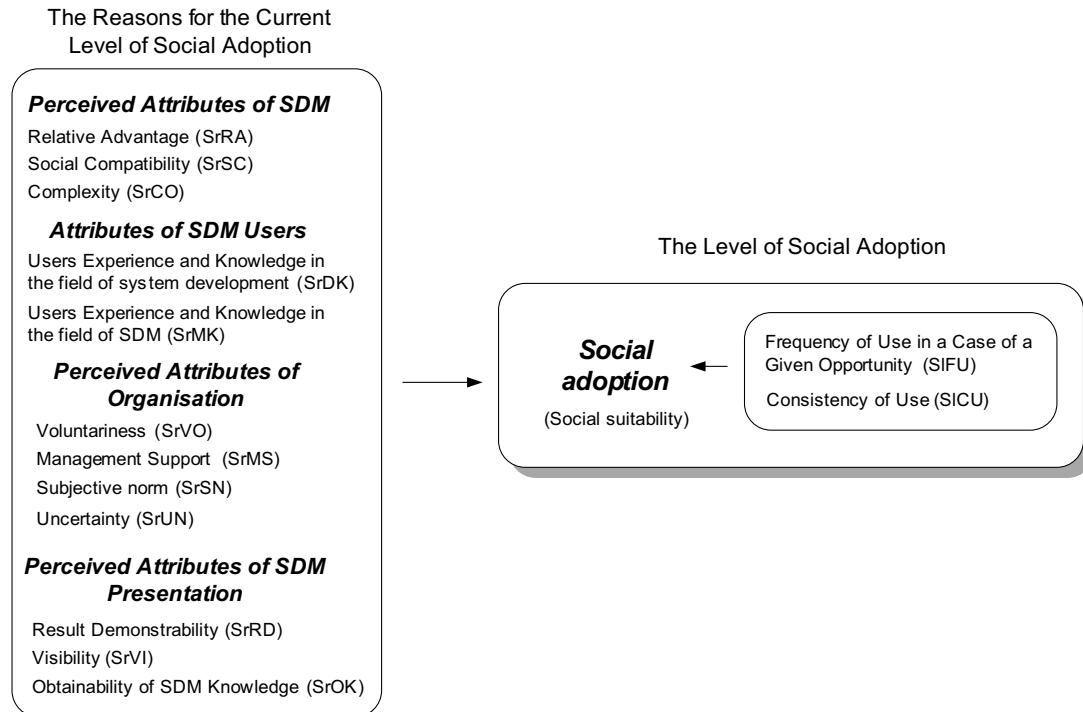 The Reasons for the Current
Level of Social Adoption
Perceived Attributes of SDM
Relative Advantage (SrRA)
Social Compatibility (SrSC)
Complexity (SrCO)
Attributes of SDM Users
Users Experience and Knowledge in
the field of system development (SrDK)
Users Experience and Knowledge in
the field of SDM (SrMK)
Perceived Attributes of
Organisation
Voluntariness (SrVO)
Management Support (SrMS)
Subjective norm (SrSN)
Uncertainty (SrUN)
Perceived Attributes of SDM
Presentation
Result Demonstrability (SrRD)
Visibility (SrVI)
Obtainability of SDM Knowledge (SrOK)
The Level of Social Adoption
Social
adoption
(Social suitability)
Frequency of Use in a Case of a
Given Opportunity (SIFU)
Consistency of Use (SICU)